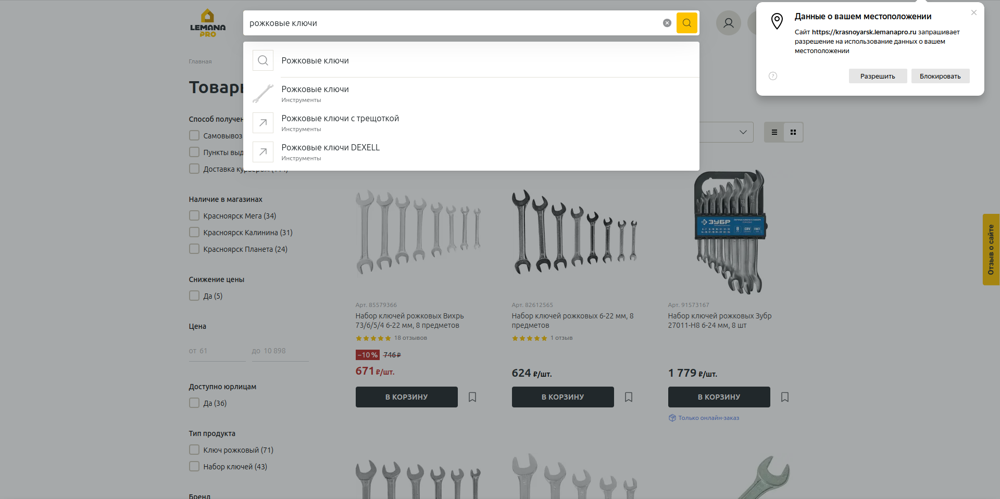 LEMANA
PRO
рожковые ключи
Рожковые ключи
Рожковые ключи
Инструменты
Рожковые ключи с трещоткой
Инструменты
Рожковые ключи DEXELL
Инструменты
Данные о вашем местоположении
Сайт https://krasnoyarsk.lemanapro.ru запрашивает
разрешение на использование данных о вашем
местоположении
?
Разрешить
Блокировать
Главная
Товары
Способ получен
Самовывоз
Пункты выд
Доставка курьером
Наличие в магазинах
Красноярск Мега (34)
Красноярск Калинина (31)
Красноярск Планета (24)
Снижение цены
Да (5)
Цена
от 61
до 10 898
Доступно юрлицам
Да (36)
Тип продукта
Ключ рожковый (71)
Набор ключей (43)
Бренд
Арт. 85579366
Набор ключей рожковых Вихрь
73/6/5/4 6-22 мм, 8 предметов
18 отзывов
−10 % 746 ₽
671 ₽/шт.
В КОРЗИНУ
Арт. 82612565
Набор ключей рожковых 6-22 мм, 8
предметов
1 отзыв
624 ₽/шт.
В КОРЗИНУ
ЗУБР
8
CRV
ГОСТ
Арт. 91573167
Набор ключей рожковых Зубр
27011-H8 6-24 мм, 8 шт
1 779 ₽/шт.
В КОРЗИНУ
Только онлайн-заказ
Отзыв о сайте